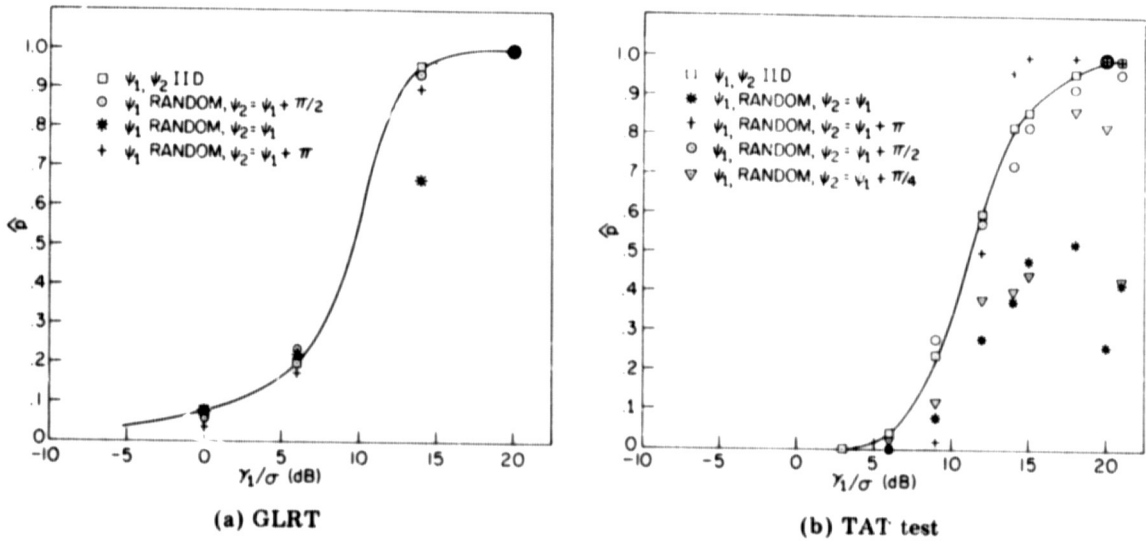 1.0
.9
.8
.7
.6
.5
.4
.3
.2
.1
0
p̂
□ ψ₁, ψ₂ IID
○ ψ₁ RANDOM, ψ₂ = ψ₁ + π/2
✱ ψ₁ RANDOM, ψ₂ = ψ₁
+ ψ₁ RANDOM, ψ₂ = ψ₁ + π
-10 -5 0 5 10 15 20
γ₁/σ (dB)
(a) GLRT
1.0
.9
.8
.7
.6
.5
.4
.3
.2
.1
0
p̂
□ ψ₁, ψ₂ IID
✱ ψ₁, RANDOM, ψ₂ = ψ₁
+ ψ₁, RANDOM, ψ₂ = ψ₁ + π
○ ψ₁, RANDOM, ψ₂ = ψ₁ + π/2
▽ ψ₁, RANDOM, ψ₂ = ψ₁ + π/4
-10 -5 0 5 10 15 20
γ₁/σ (dB)
(b) TAT test